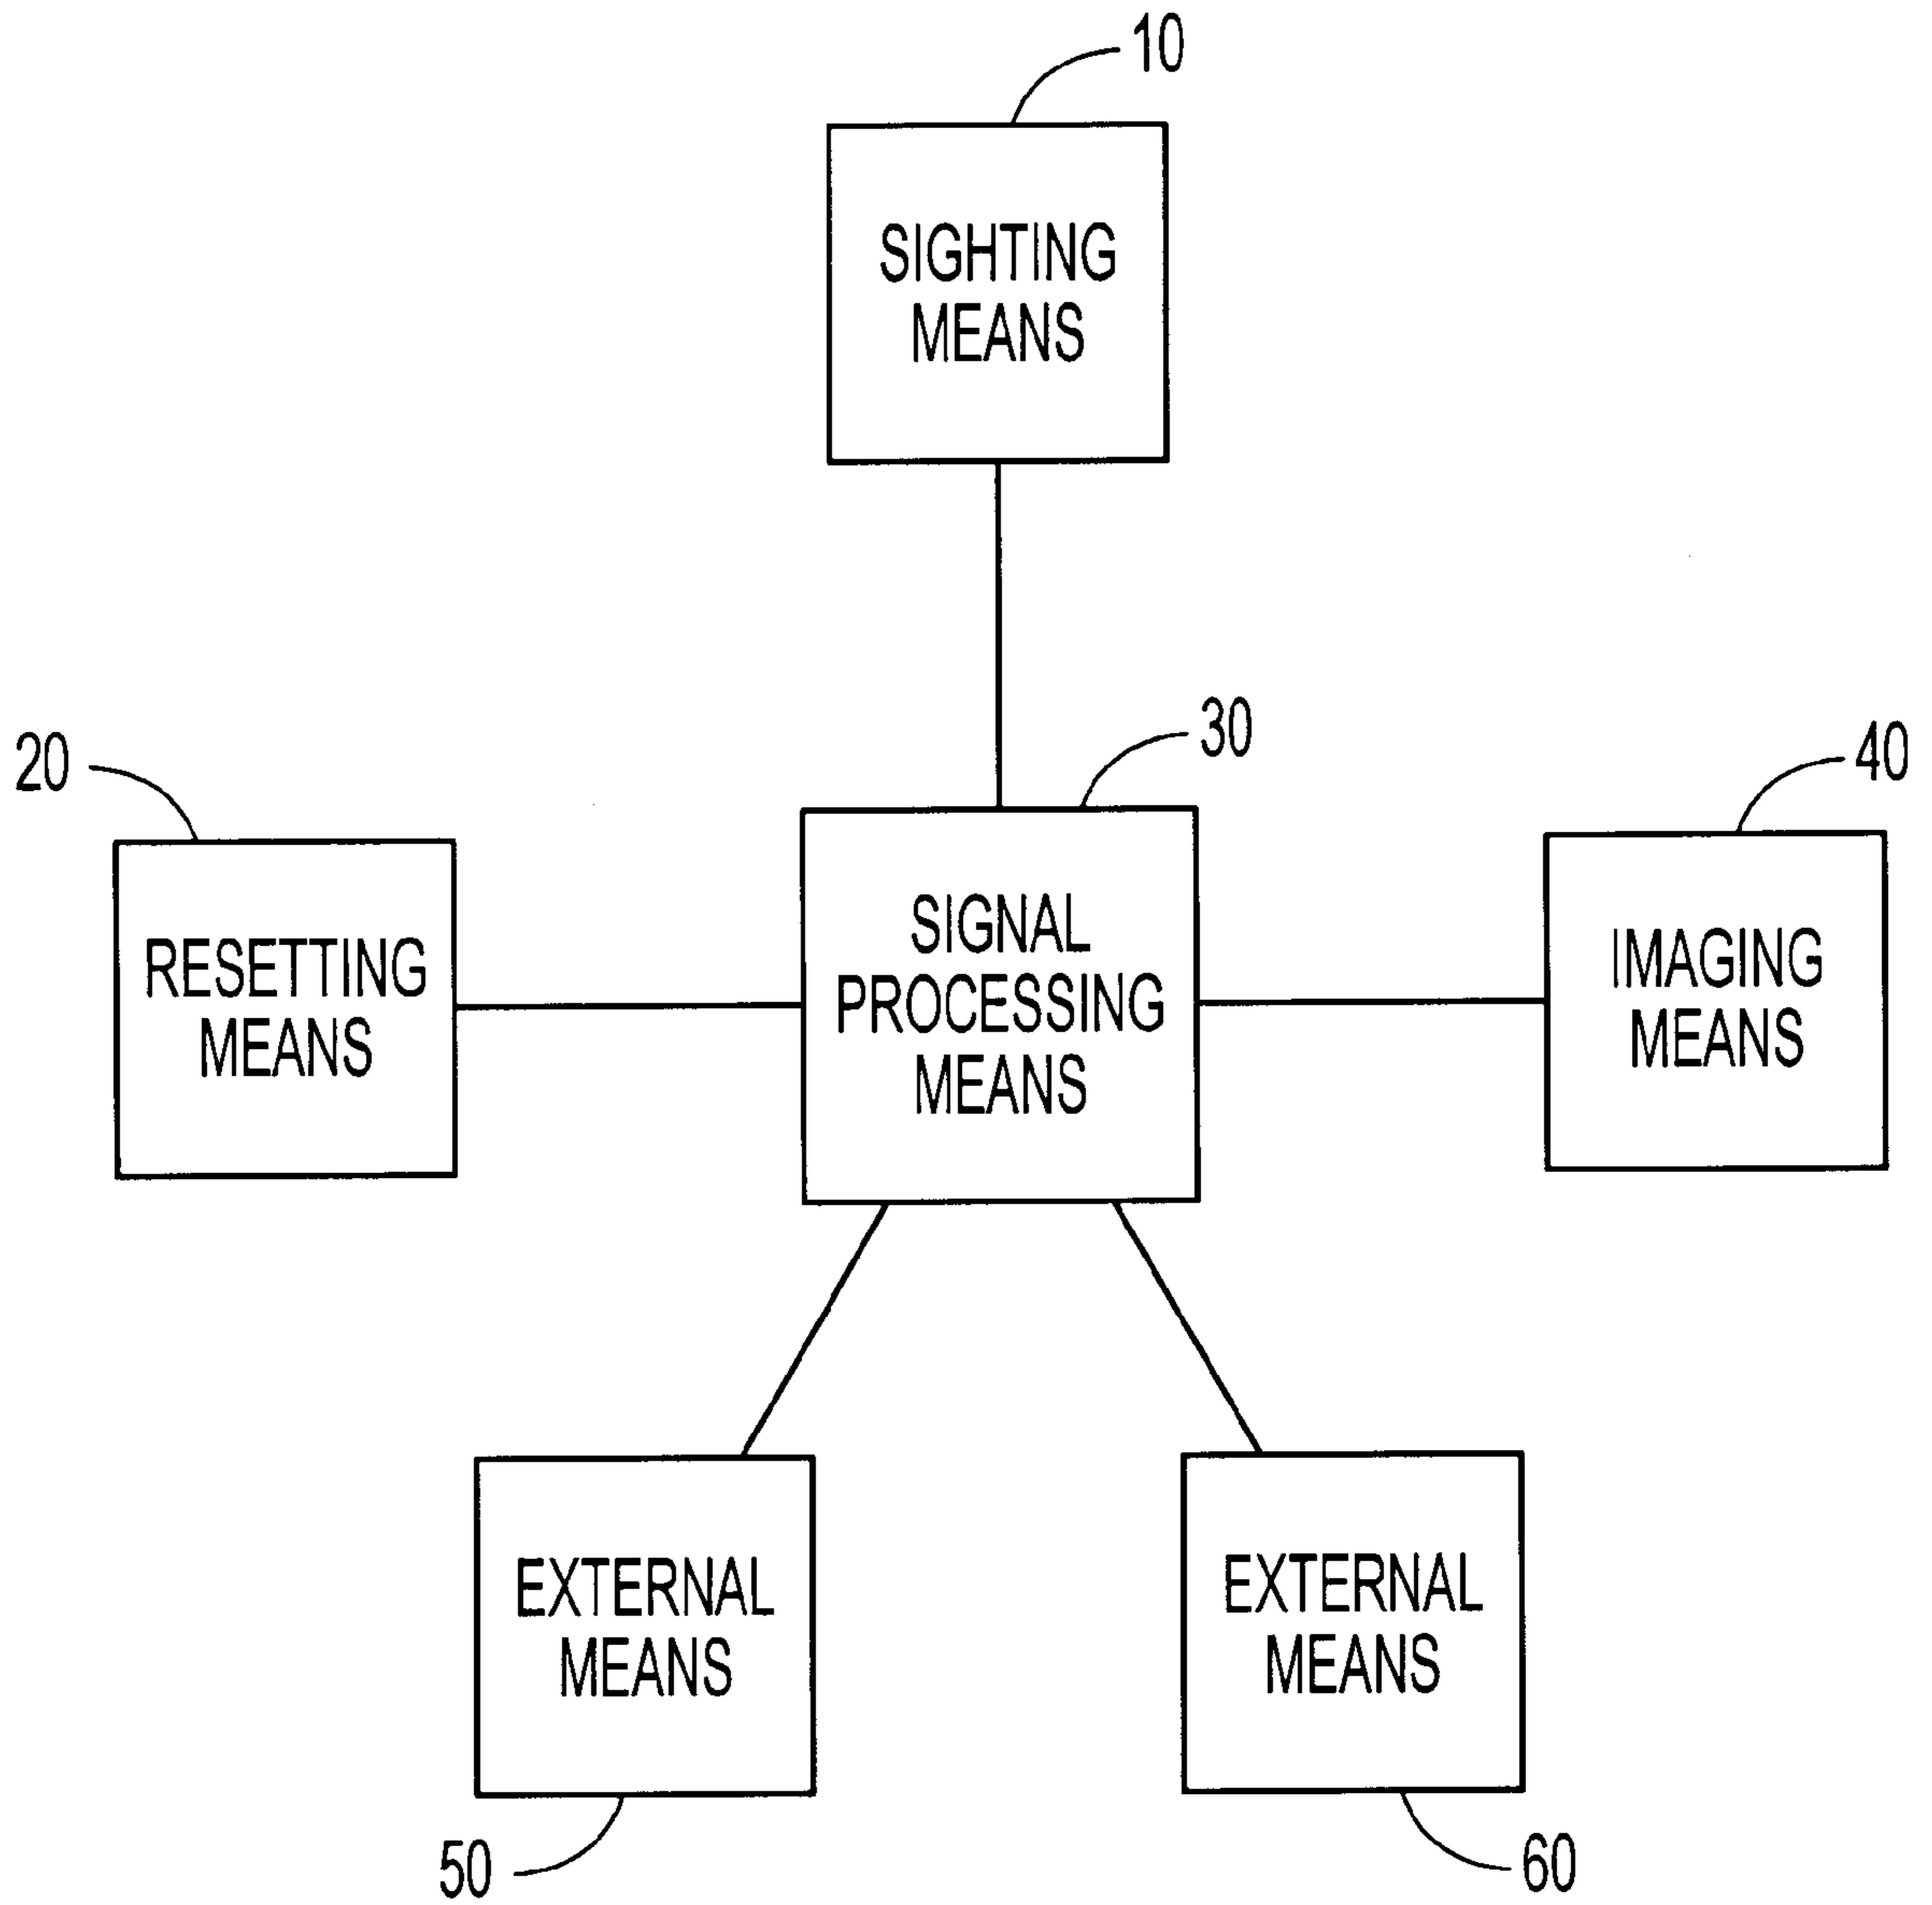 10
SIGHTING
MEANS
20
30
40
RESETTING
MEANS
SIGNAL
PROCESSING
MEANS
IMAGING
MEANS
EXTERNAL
MEANS
EXTERNAL
MEANS
50
60